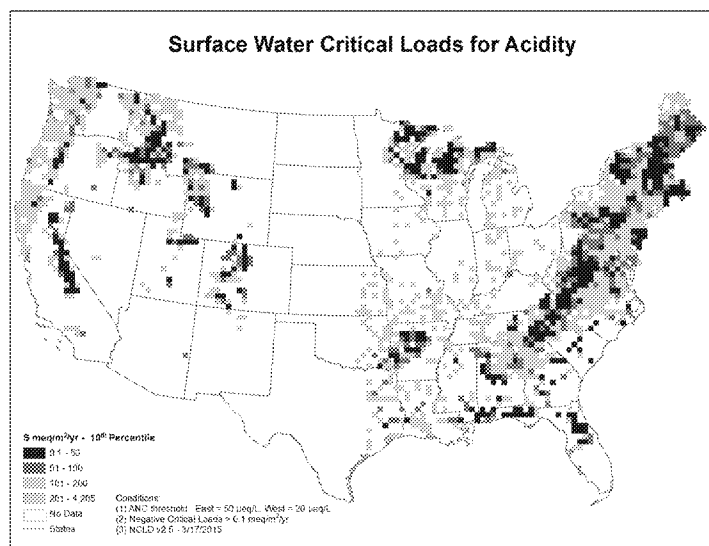 Surface Water Critical Loads for Acidity
S meq/m²/yr - 10th Percentile
0.1 - 50
51 - 100
101 - 200
201 - 4,265
No Data
States
Conditions:
(1) ANC threshold: East = 50 µeq/L, West = 20 µeq/L
(2) Negative Critical Loads > 0.1 meq/m²/yr
(3) NCLD v2.5 - 3/17/2015